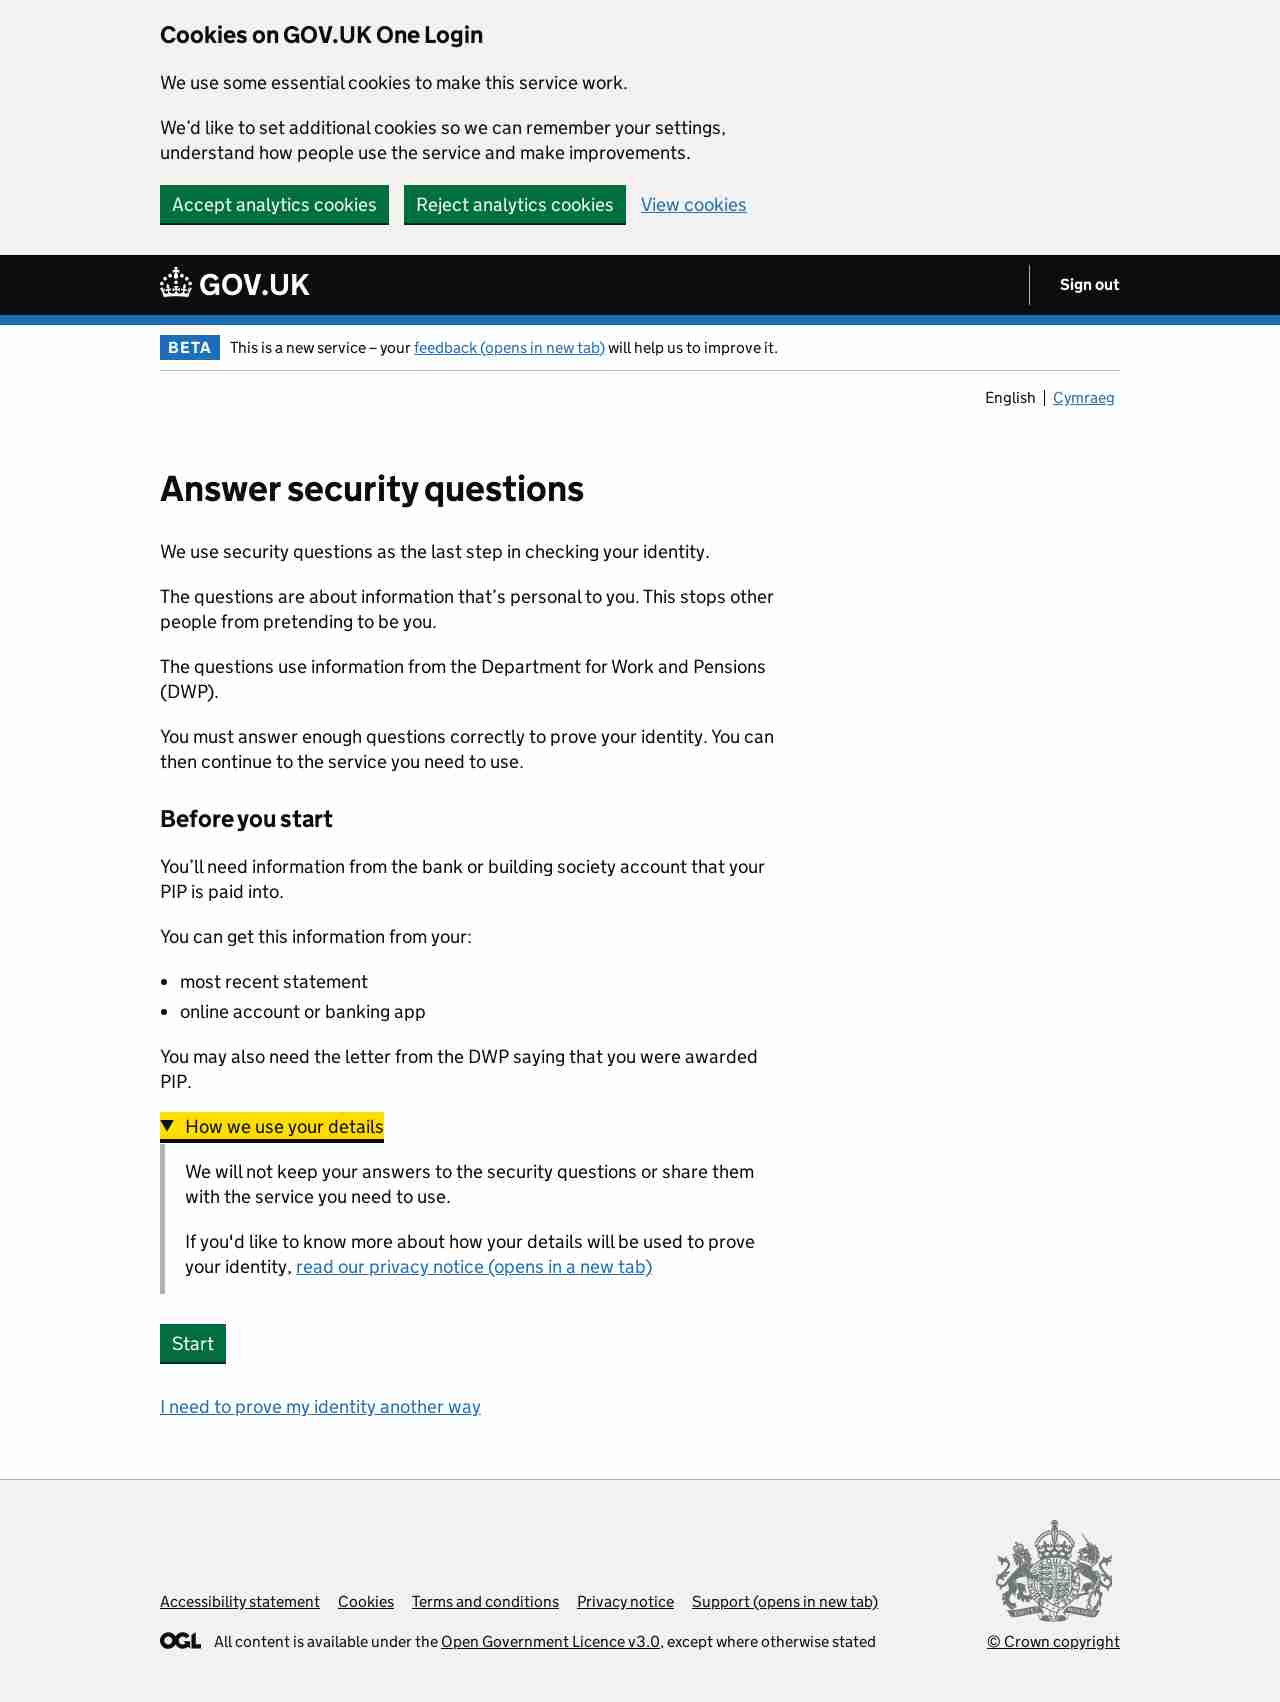 Cookies on GOV.UK One Login
We use some essential cookies to make this service work.
We’d like to set additional cookies so we can remember your settings,
understand how people use the service and make improvements.
Accept analytics cookies
Reject analytics cookies
View cookies
GOV.UK
Sign out
BETA
This is a new service – your feedback (opens in new tab) will help us to improve it.
English
Cymraeg
Answer security questions
We use security questions as the last step in checking your identity.
The questions are about information that’s personal to you. This stops other
people from pretending to be you.
The questions use information from the Department for Work and Pensions
(DWP).
You must answer enough questions correctly to prove your identity. You can
then continue to the service you need to use.
Before you start
You’ll need information from the bank or building society account that your
PIP is paid into.
You can get this information from your:
• most recent statement
• online account or banking app
You may also need the letter from the DWP saying that you were awarded
PIP.
How we use your details
We will not keep your answers to the security questions or share them
with the service you need to use.
If you'd like to know more about how your details will be used to prove
your identity, read our privacy notice (opens in a new tab)
Start
I need to prove my identity another way
Accessibility statement
Cookies
Terms and conditions
Privacy notice
Support (opens in new tab)
OGL
All content is available under the Open Government Licence v3.0, except where otherwise stated
© Crown copyright